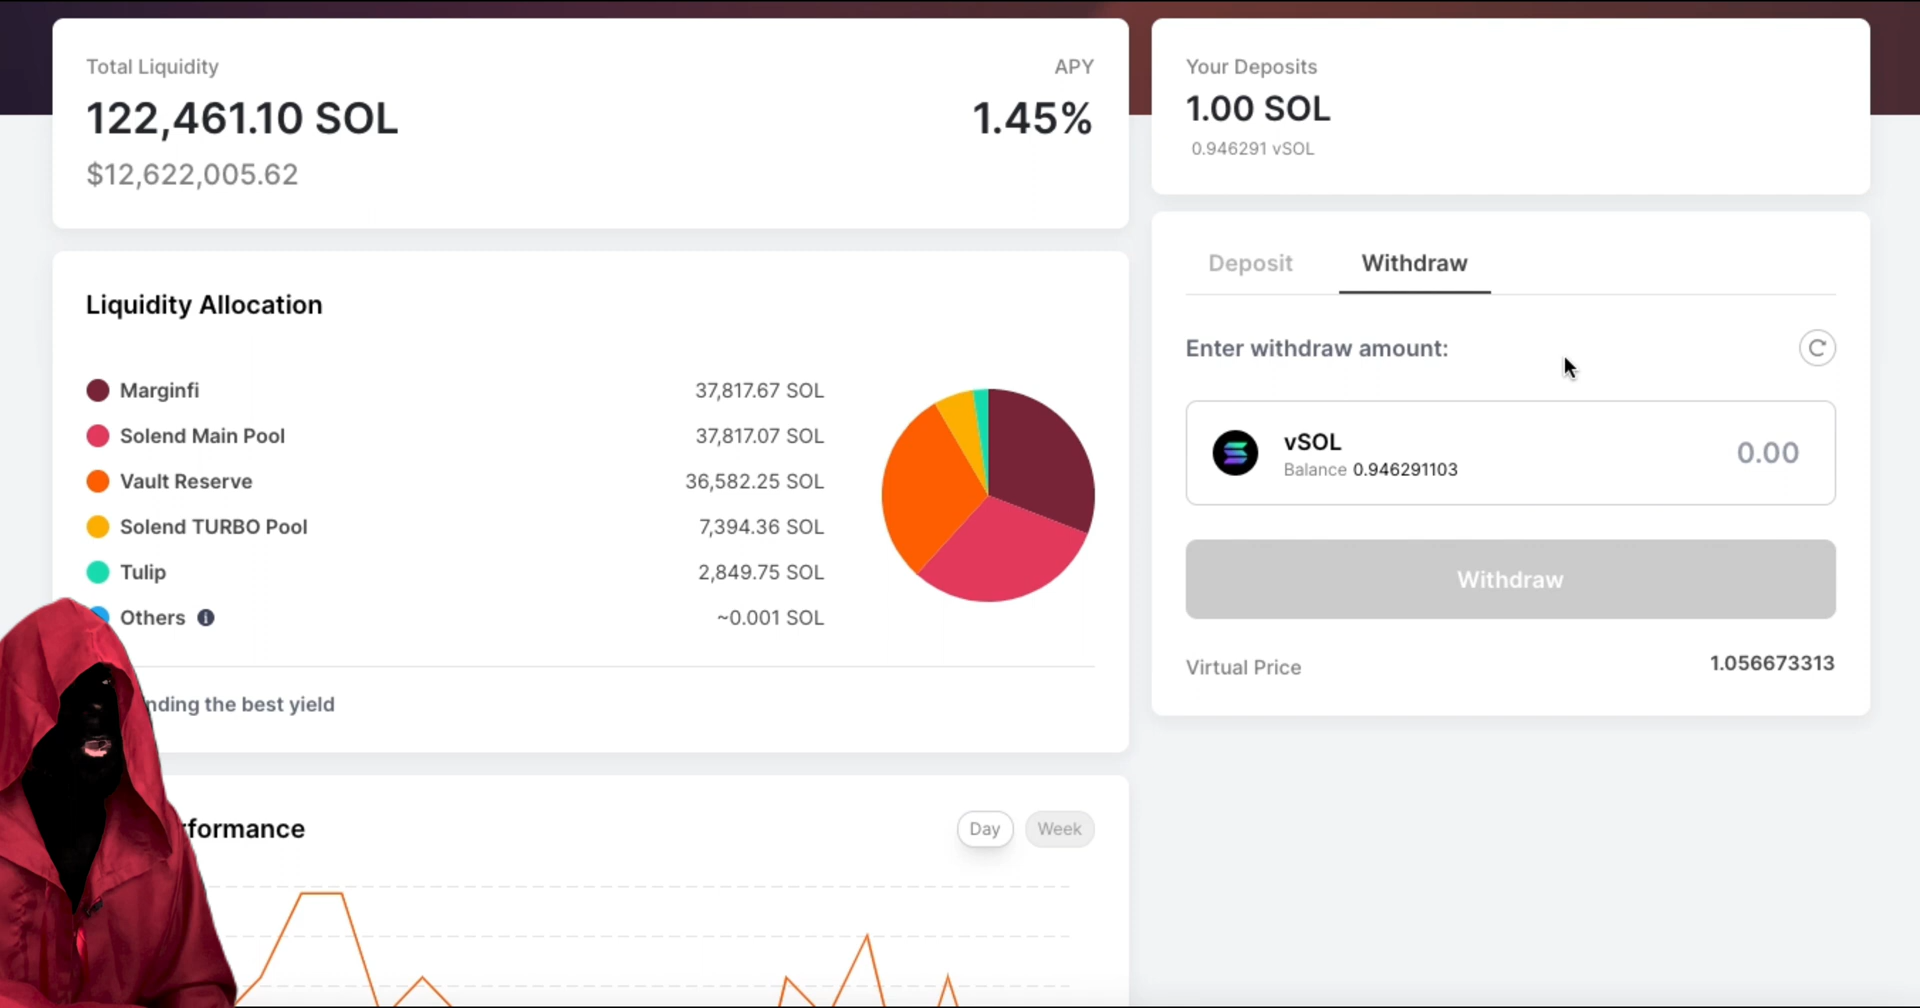 Total Liquidity
APY
122,461.10 SOL
1.45%
$12,622,005.62
Liquidity Allocation
Marginfi
37,817.67 SOL
Solend Main Pool
37,817.07 SOL
Vault Reserve
36,582.25 SOL
Solend TURBO Pool
7,394.36 SOL
Tulip
2,849.75 SOL
Others
~0.001 SOL
the best yield
Day
Week
Your Deposits
1.00 SOL
0.946291 vSOL
Deposit
Withdraw
Enter withdraw amount:
vSOL
0.00
Balance 0.946291103
Withdraw
Virtual Price
1.056673313